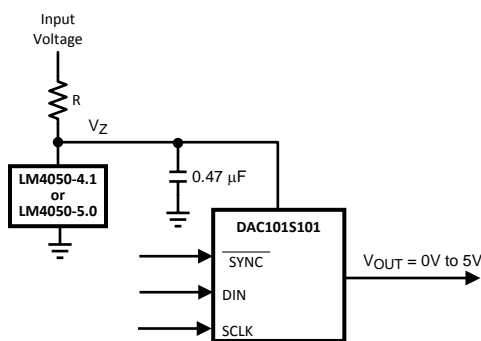 Input
Voltage
R
VZ
LM4050-4.1
or
LM4050-5.0
0.47 µF
DAC101S101
SYNC
DIN
SCLK
VOUT = 0V to 5V